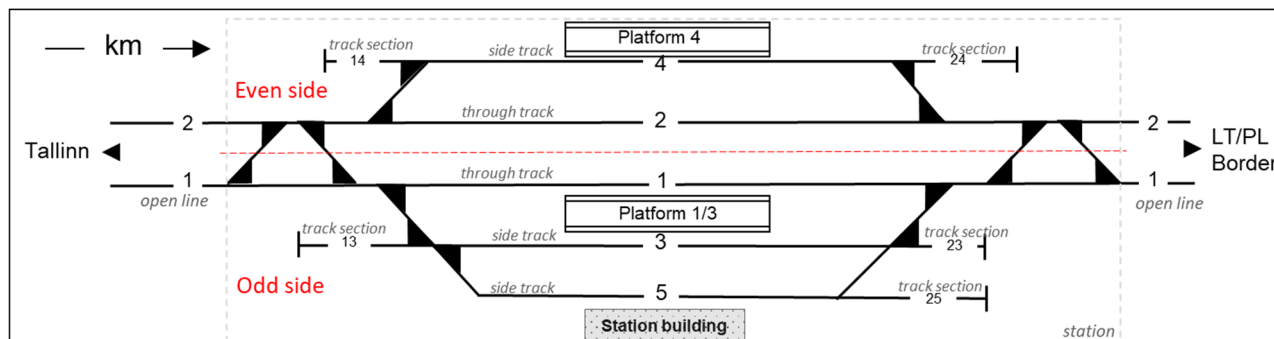 km
track section
14
side track
4
Platform 4
track section
24
Even side
2
through track
2
2
Tallinn
LT/PL
Border
1
open line
through track
1
1
open line
Platform 1/3
track section
13
side track
3
track section
23
Odd side
side track
5
track section
25
Station building
station